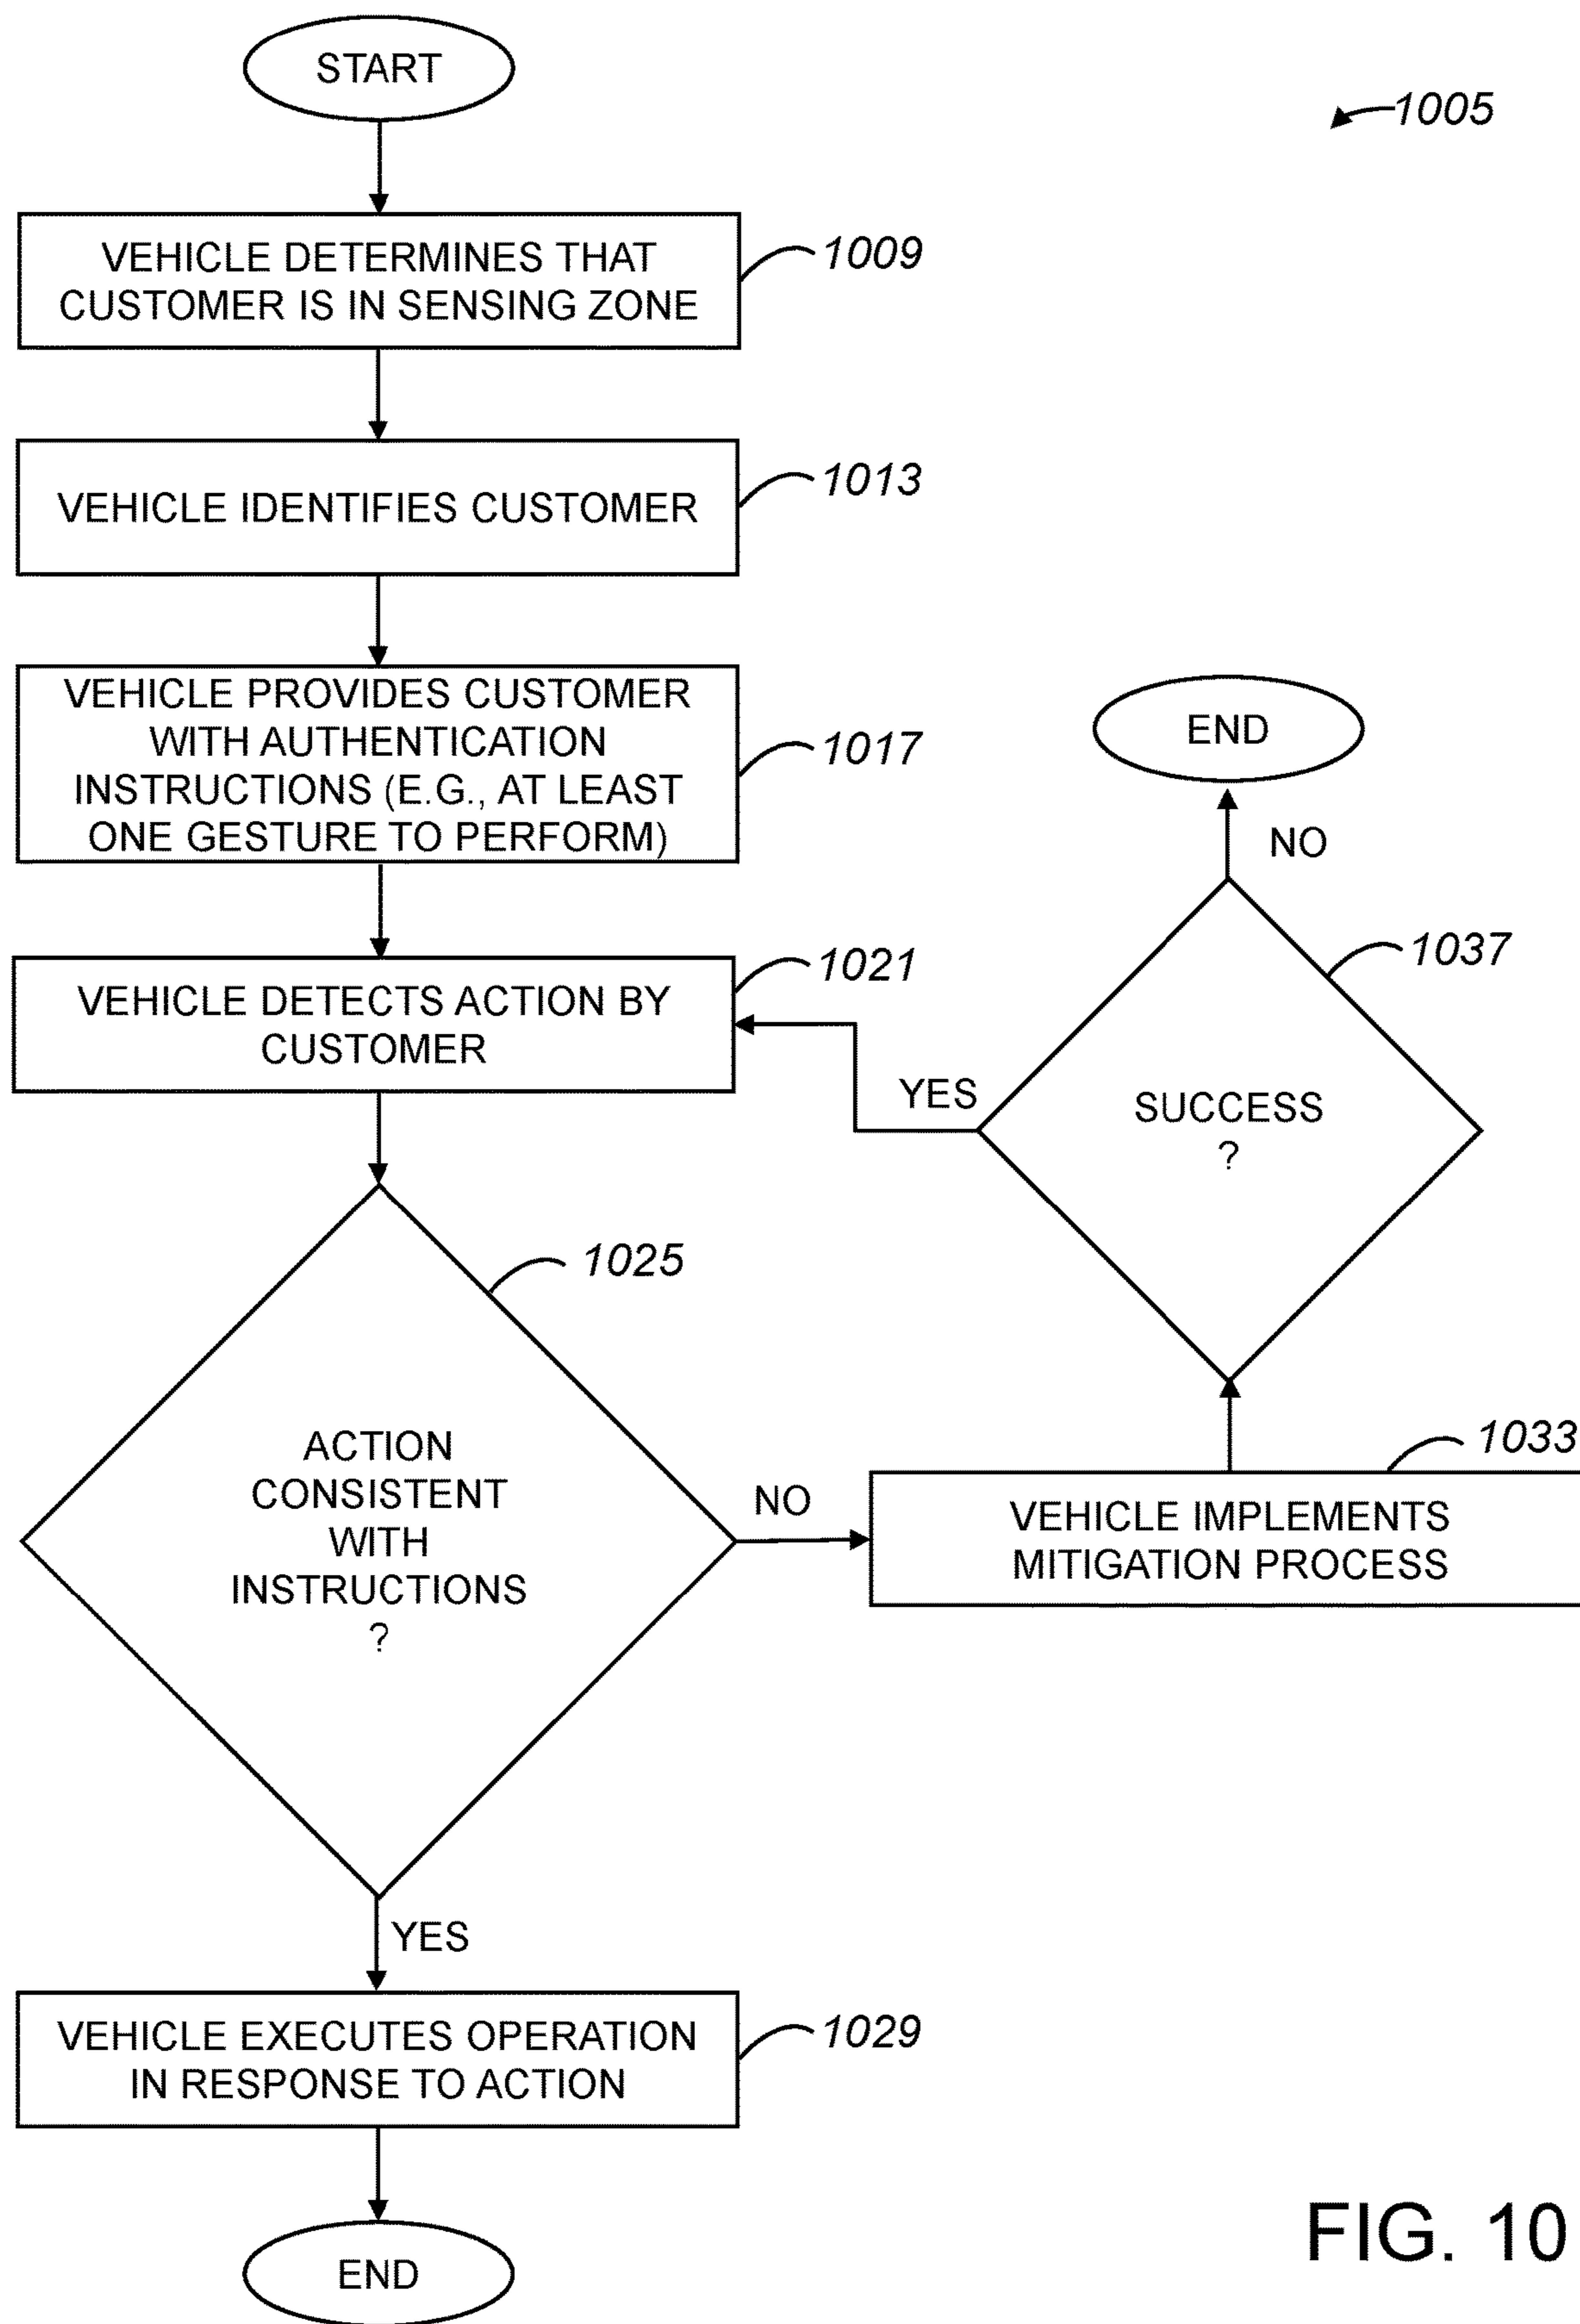 START
1005
VEHICLE DETERMINES THAT
CUSTOMER IS IN SENSING ZONE
1009
VEHICLE IDENTIFIES CUSTOMER
1013
VEHICLE PROVIDES CUSTOMER
WITH AUTHENTICATION
INSTRUCTIONS (E.G., AT LEAST
ONE GESTURE TO PERFORM)
1017
VEHICLE DETECTS ACTION BY
CUSTOMER
1021
ACTION
CONSISTENT
WITH
INSTRUCTIONS
?
1025
NO
VEHICLE IMPLEMENTS
MITIGATION PROCESS
1033
SUCCESS
?
1037
YES
NO
END
YES
VEHICLE EXECUTES OPERATION
IN RESPONSE TO ACTION
1029
END
FIG. 10